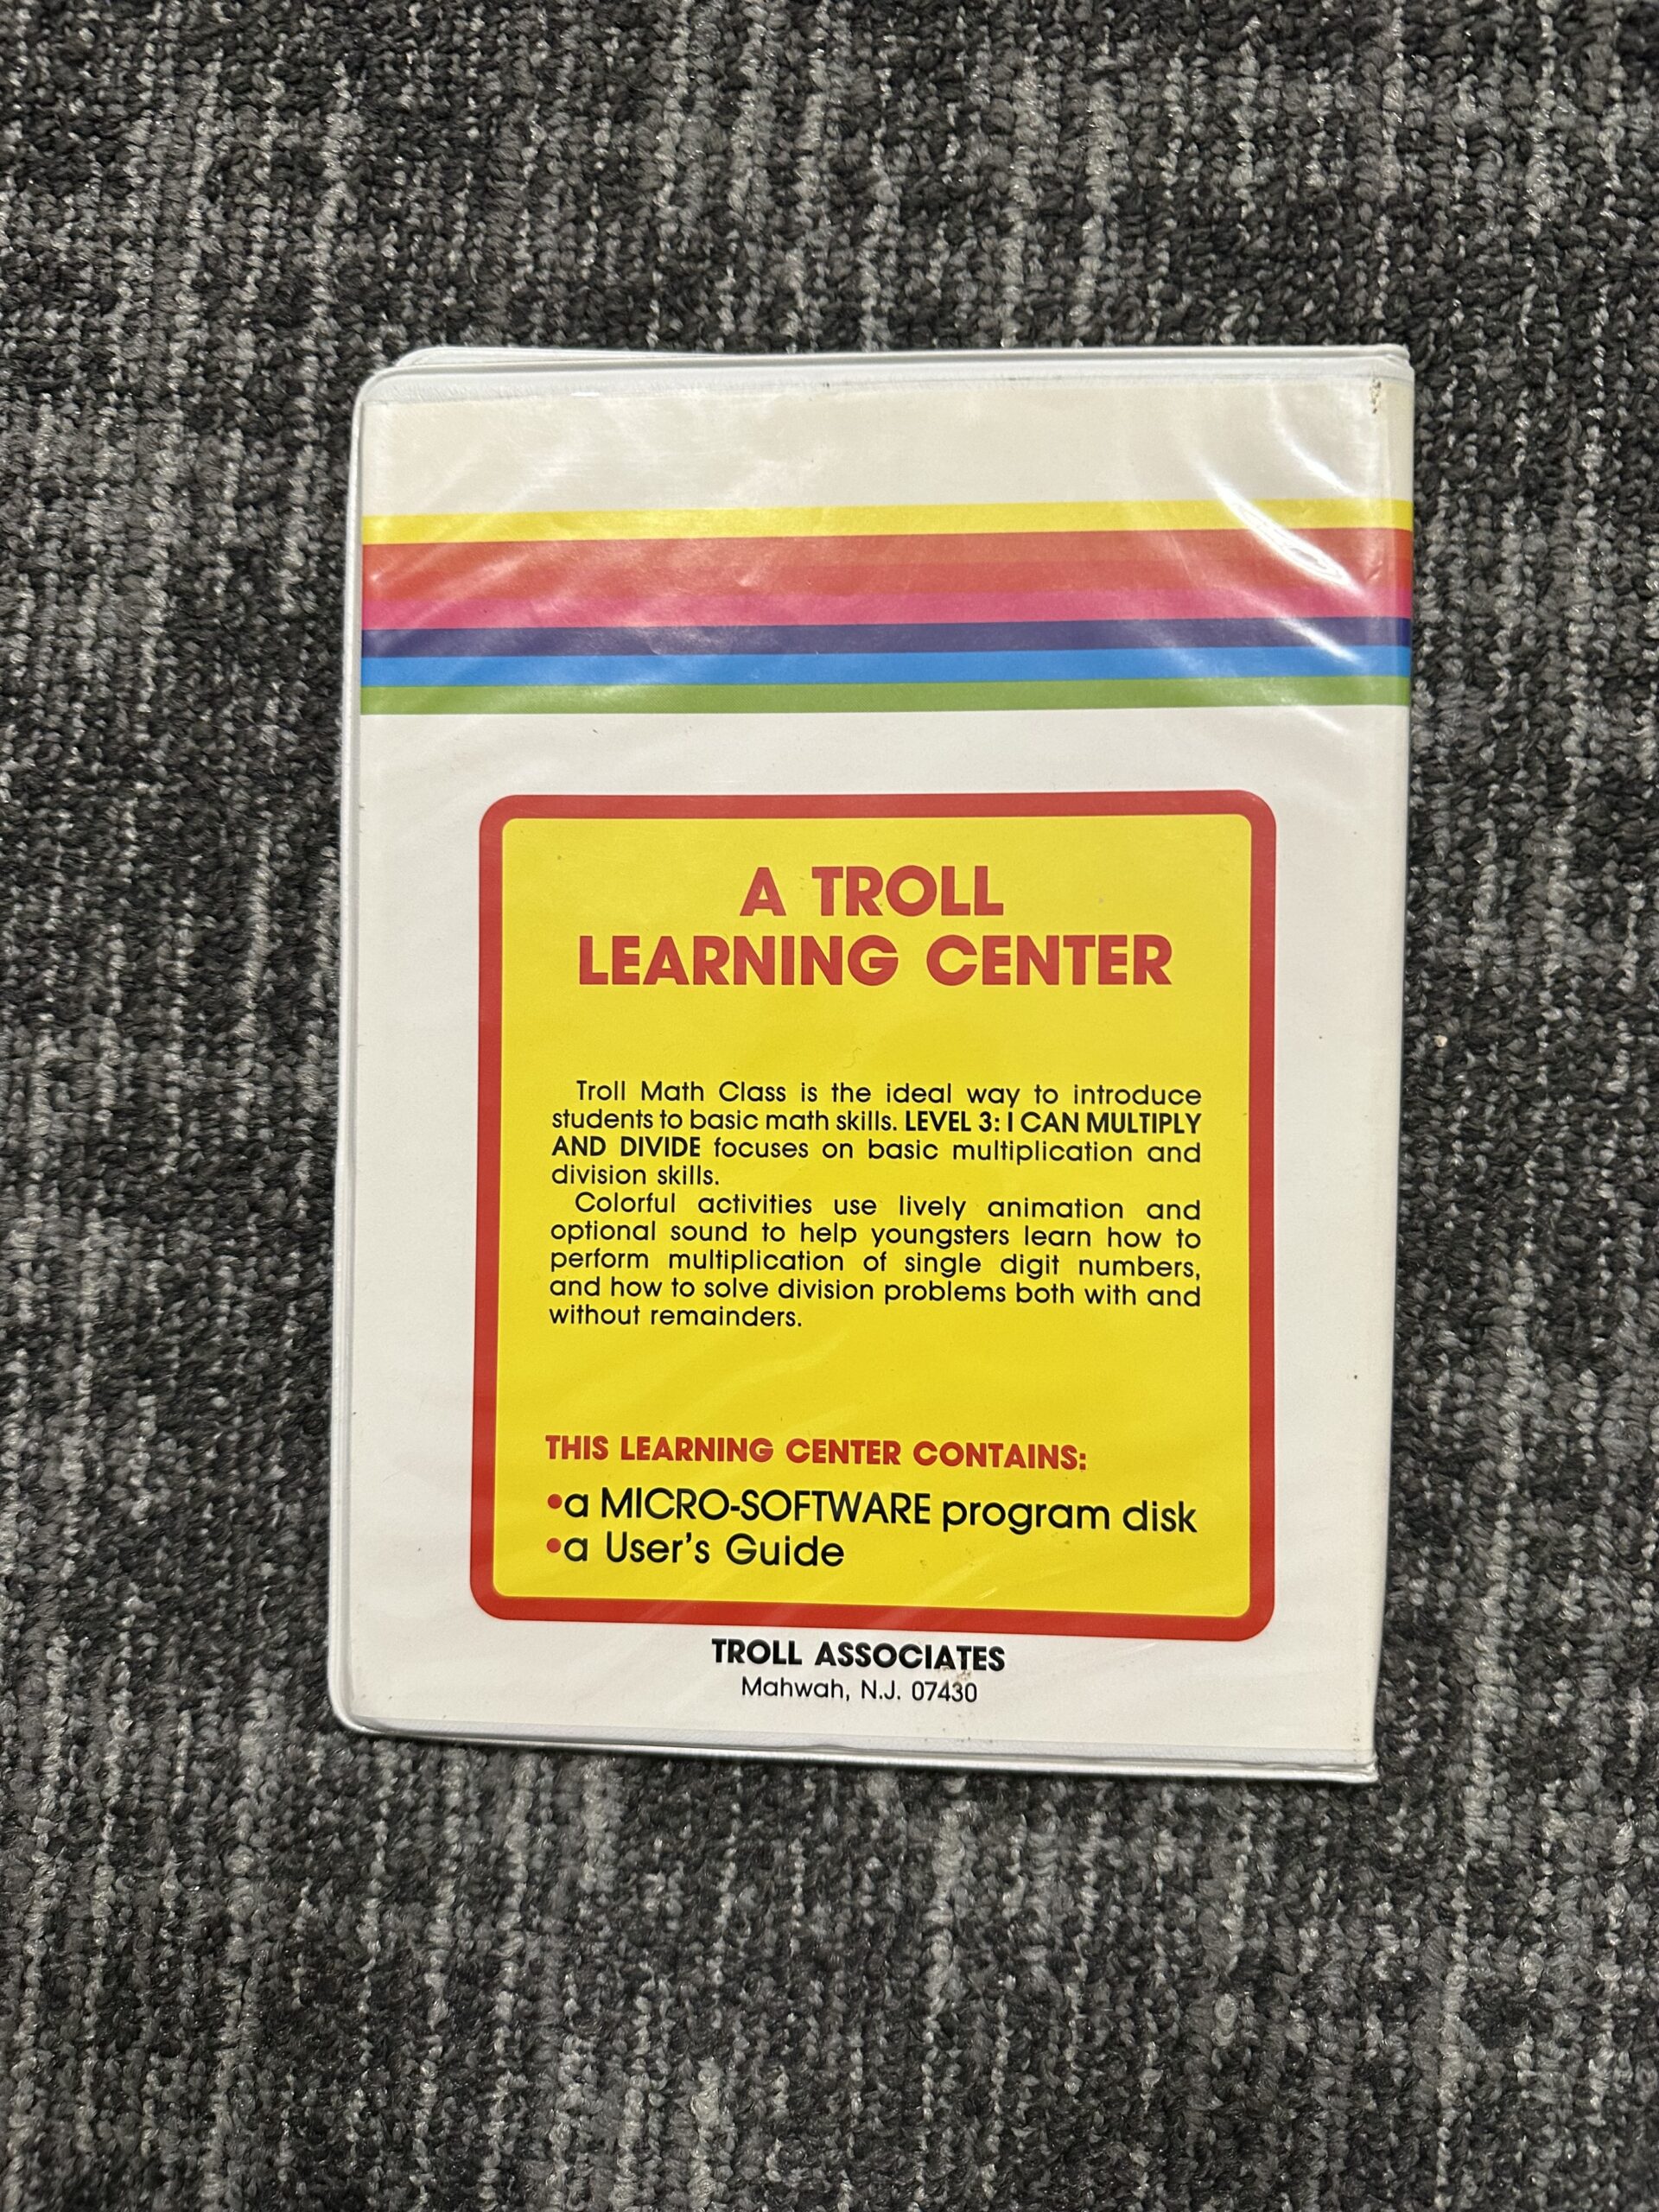 A TROLL
LEARNING CENTER
Troll Math Class is the ideal way to introduce
students to basic math skills. LEVEL 3: I CAN MULTIPLY
AND DIVIDE focuses on basic multiplication and
division skills.
Colorful activities use lively animation and
optional sound to help youngsters learn how to
perform multiplication of single digit numbers,
and how to solve division problems both with and
without remainders.
THIS LEARNING CENTER CONTAINS:
•a MICRO-SOFTWARE program disk
•a User's Guide
TROLL ASSOCIATES
Mahwah, N.J. 07430